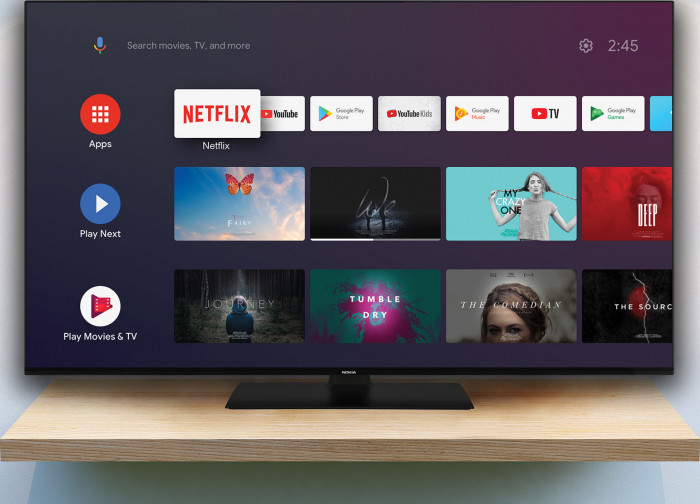 Search movies, TV, and more
2:45
NETFLIX
YouTube
Google Play
Store
YouTube Kids
Google Play
Music
TV
Google Play
Games
Apps
Netflix
FAIRY
MY
CRAZY
ONE
DEEP
Play Next
JOURNEY
TUMBLE
DRY
THE COMEDIAN
THE SOURC
Play Movies & TV
NOKIA